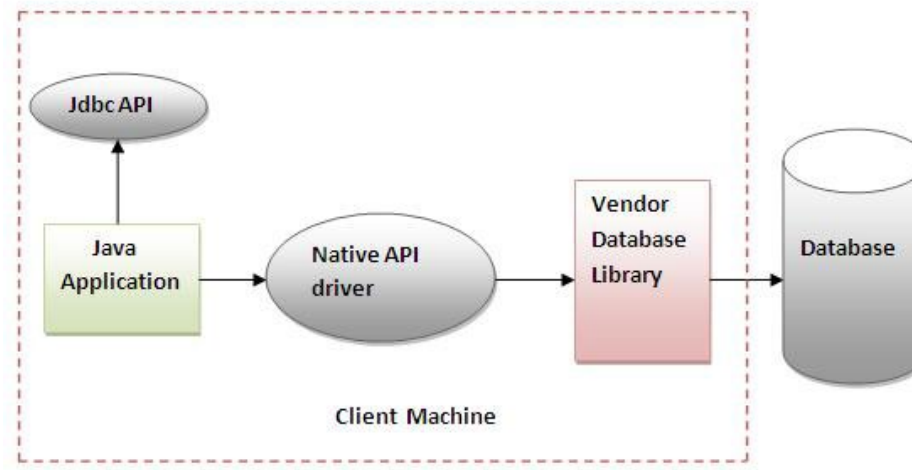 Jdbc API
Java
Application
Native API
driver
Vendor
Database
Library
Database
Client Machine